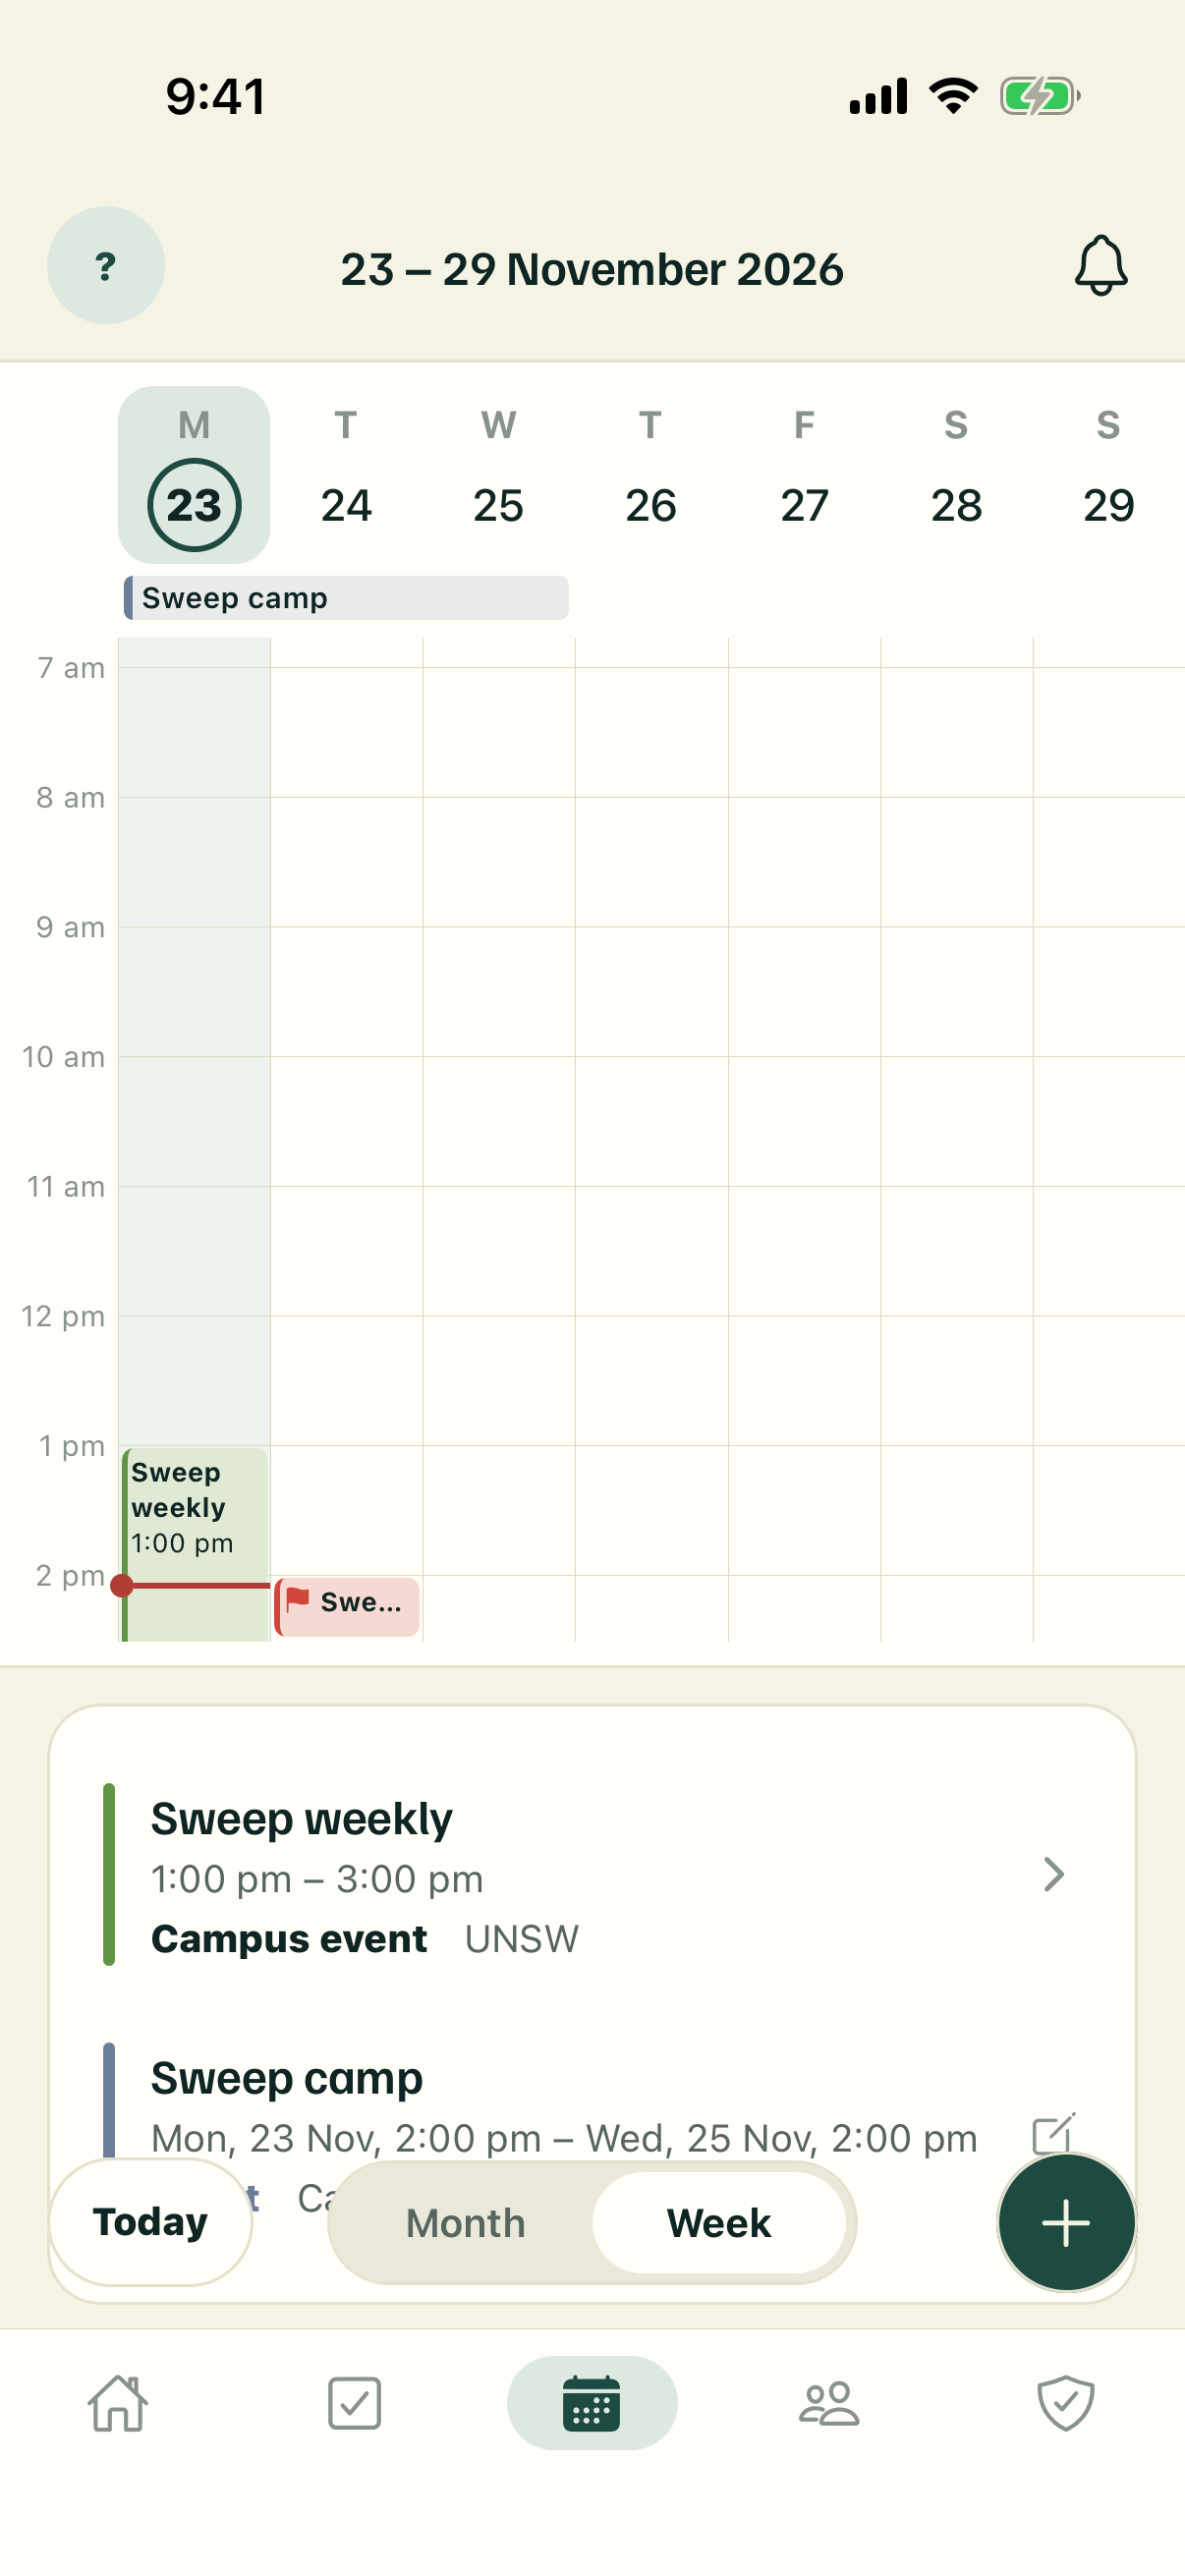 9:41
?
23 – 29 November 2026
M T W T F S S
23 24 25 26 27 28 29
Sweep camp
7 am
8 am
9 am
10 am
11 am
12 pm
1 pm
Sweep
weekly
1:00 pm
2 pm
Swe...
Sweep weekly
1:00 pm – 3:00 pm
Campus event UNSW
Sweep camp
Mon, 23 Nov, 2:00 pm – Wed, 25 Nov, 2:00 pm
Today Month Week